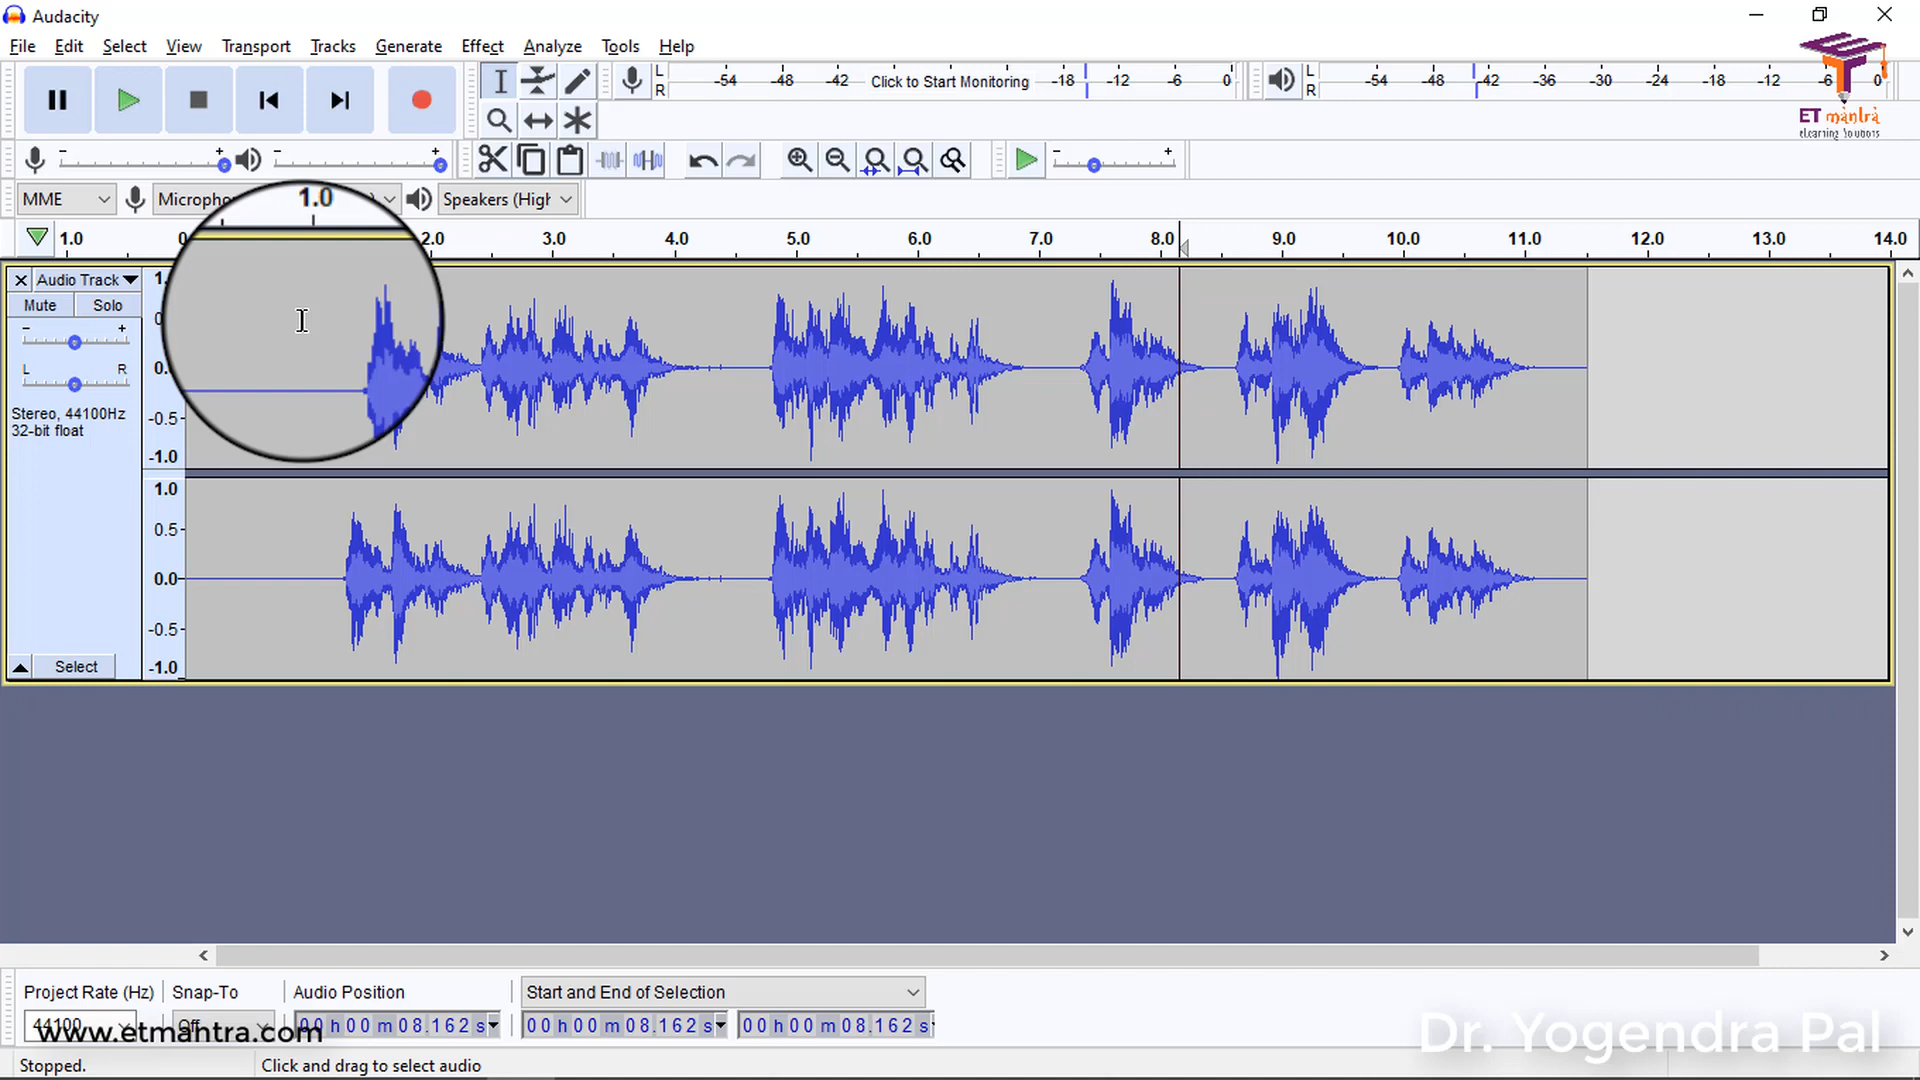 Audacity
File Edit Select View Transport Tracks Generate Effect Analyze Tools Help
L R -54 -48 -42 Click to Start Monitoring -18 -12 -6 0 L R -54 -48 -42 -36 -30 -24 -18 -12 -6 0
ET mantra
eLearning Solutions
- + - + - +
MME Speakers (High
1.0
1.0 0 2.0 3.0 4.0 5.0 6.0 7.0 8.0 9.0 10.0 11.0 12.0 13.0 14.0
Audio Track
Mute Solo
- +
L R
Stereo, 44100Hz
32-bit float
-0.5
-1.0
1.0
0.5
0.0
-0.5
-1.0
Select
Project Rate (Hz) Snap-To Audio Position Start and End of Selection
44100 Off 00 h 00 m 08.162 s 00 h 00 m 08.162 s 00 h 00 m 08.162 s
www.etmantra.com
Dr. Yogendra Pal
Stopped. Click and drag to select audio